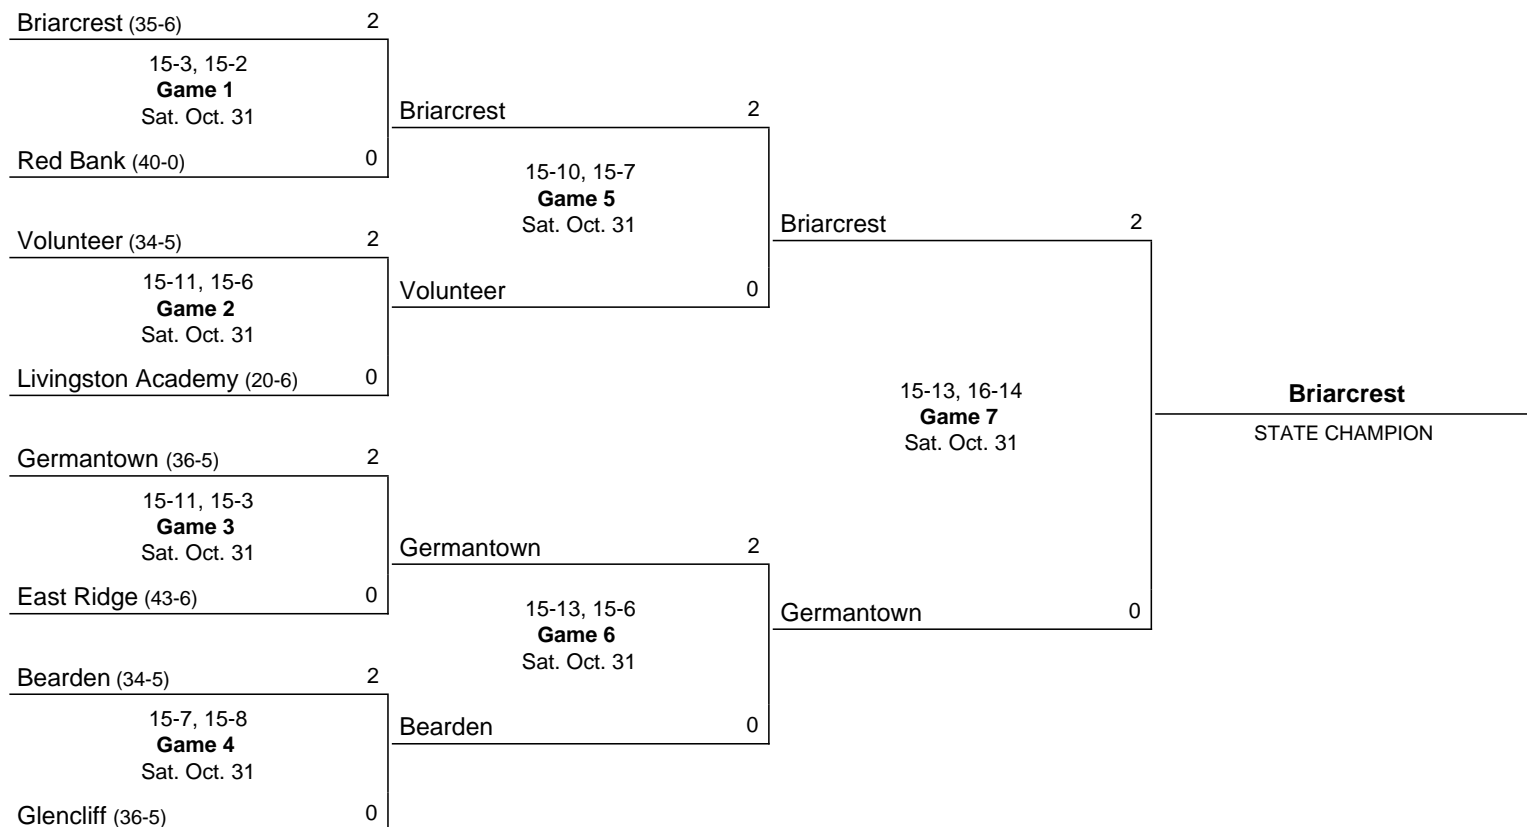 Briarcrest (35-6) 2
15-3, 15-2
Game 1
Sat. Oct. 31
Red Bank (40-0) 0
Volunteer (34-5) 2
15-11, 15-6
Game 2
Sat. Oct. 31
Livingston Academy (20-6) 0
Germantown (36-5) 2
15-11, 15-3
Game 3
Sat. Oct. 31
East Ridge (43-6) 0
Bearden (34-5) 2
15-7, 15-8
Game 4
Sat. Oct. 31
Glencliff (36-5) 0
Briarcrest 2
15-10, 15-7
Game 5
Sat. Oct. 31
Volunteer 0
Germantown 2
15-13, 15-6
Game 6
Sat. Oct. 31
Bearden 0
Briarcrest 2
15-13, 16-14
Game 7
Sat. Oct. 31
Germantown 0
Briarcrest
STATE CHAMPION